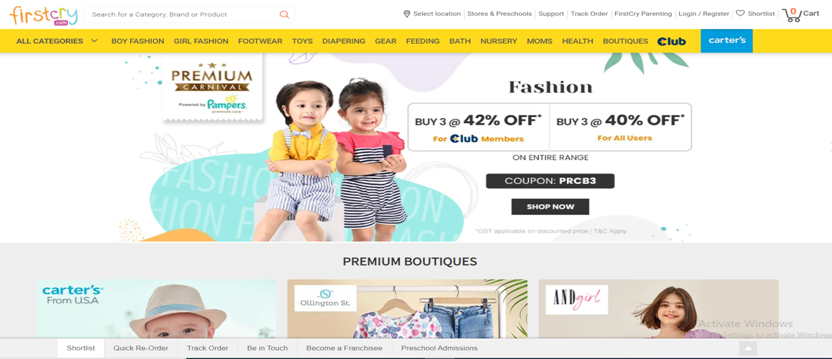 firstcry
.com
Search for a Category, Brand or Product
Select location
Stores & Preschools
Support
Track Order
FirstCry Parenting
Login / Register
Shortlist
0
Cart
ALL CATEGORIES
BOY FASHION
GIRL FASHION
FOOTWEAR
TOYS
DIAPERING
GEAR
FEEDING
BATH
NURSERY
MOMS
HEALTH
BOUTIQUES
Club
carter's
PREMIUM
CARNIVAL
Powered by Pampers
premium care
FASHION
Fashion
BUY 3 @ 42% OFF*
For Club Members
BUY 3 @ 40% OFF*
For All Users
ON ENTIRE RANGE
COUPON: PRCB3
SHOP NOW
*GST applicable on discounted price | T&C Apply
PREMIUM BOUTIQUES
carter's
From U.S.A
Ollington St.
AND girl
Activate Windows
Settings to activate Windows
Shortlist
Quick Re-Order
Track Order
Be in Touch
Become a Franchisee
Preschool Admissions